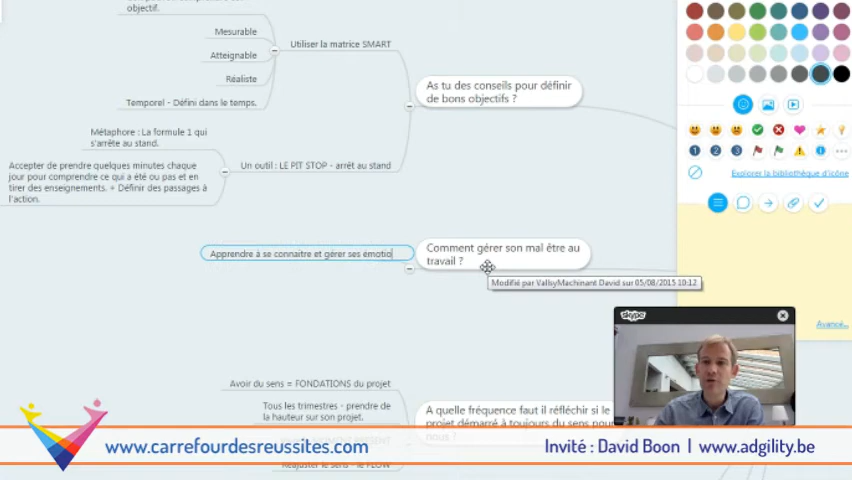 objectif.
Mesurable
Atteignable
Réaliste
Temporel - Défini dans le temps.
Utiliser la matrice SMART
As tu des conseils pour définir
de bons objectifs ?
Métaphore : La formule 1 qui
s'arrête au stand.
Accepter de prendre quelques minutes chaque
jour pour comprendre ce qui a été ou pas et en
tirer des enseignements. + Définir des passages à
l'action.
Un outil : LE PIT STOP - arrêt au stand
Explorer la bibliothèque d'icône
Apprendre à se connaitre et gérer ses émotio
Comment gérer son mal être au
travail ?
Modifié par VallsyMachinant David sur 05/08/2015 10:12
Avancé...
skype
Avoir du sens = FONDATIONS du projet
Tous les trimestres - prendre de
la hauteur sur son projet.
A quelle fréquence faut il réfléchir si le
projet démarré à toujours du sens pour
nous ?
Réajuster le sens - le FLOW
www.carrefourdesreussites.com
Invité : David Boon | www.adgility.be